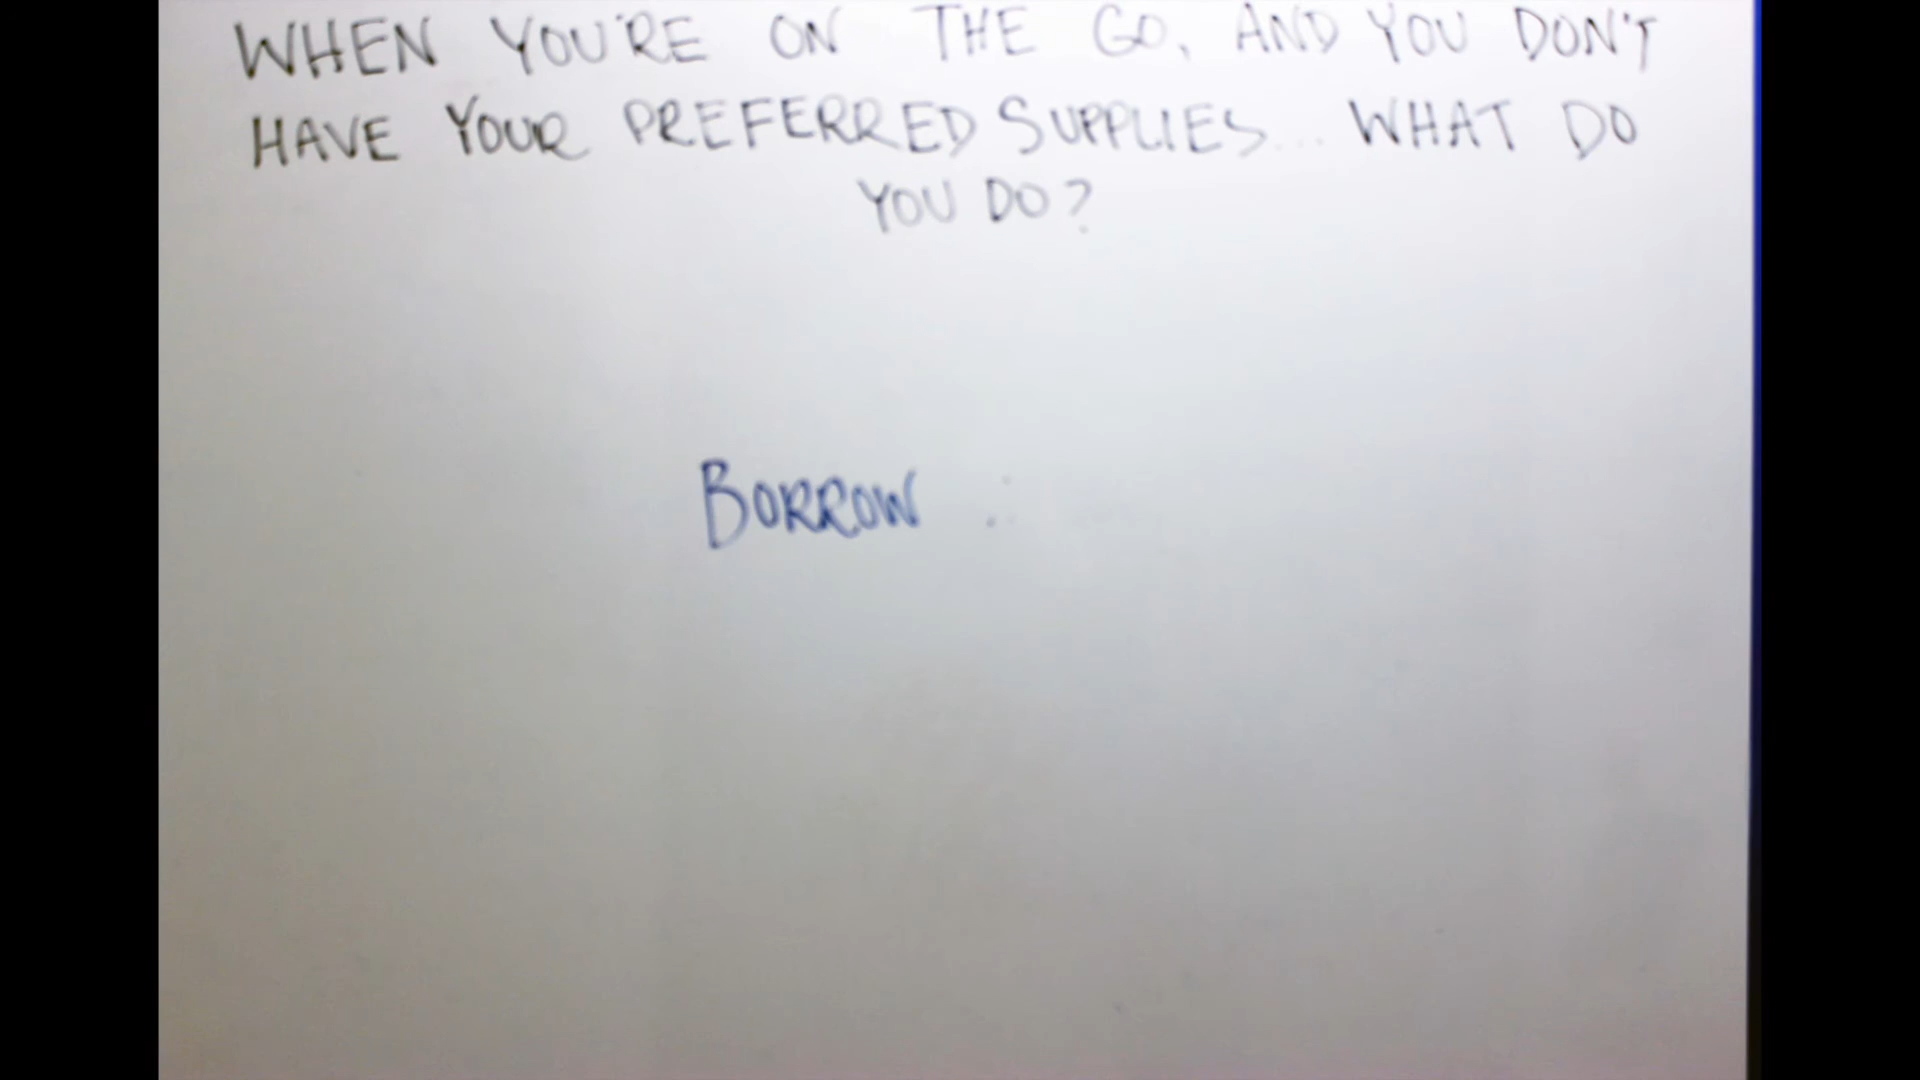 WHEN YOU'RE ON THE GO, AND YOU DON'T
HAVE YOUR PREFERRED SUPPLIES... WHAT DO
YOU DO?
BORROW